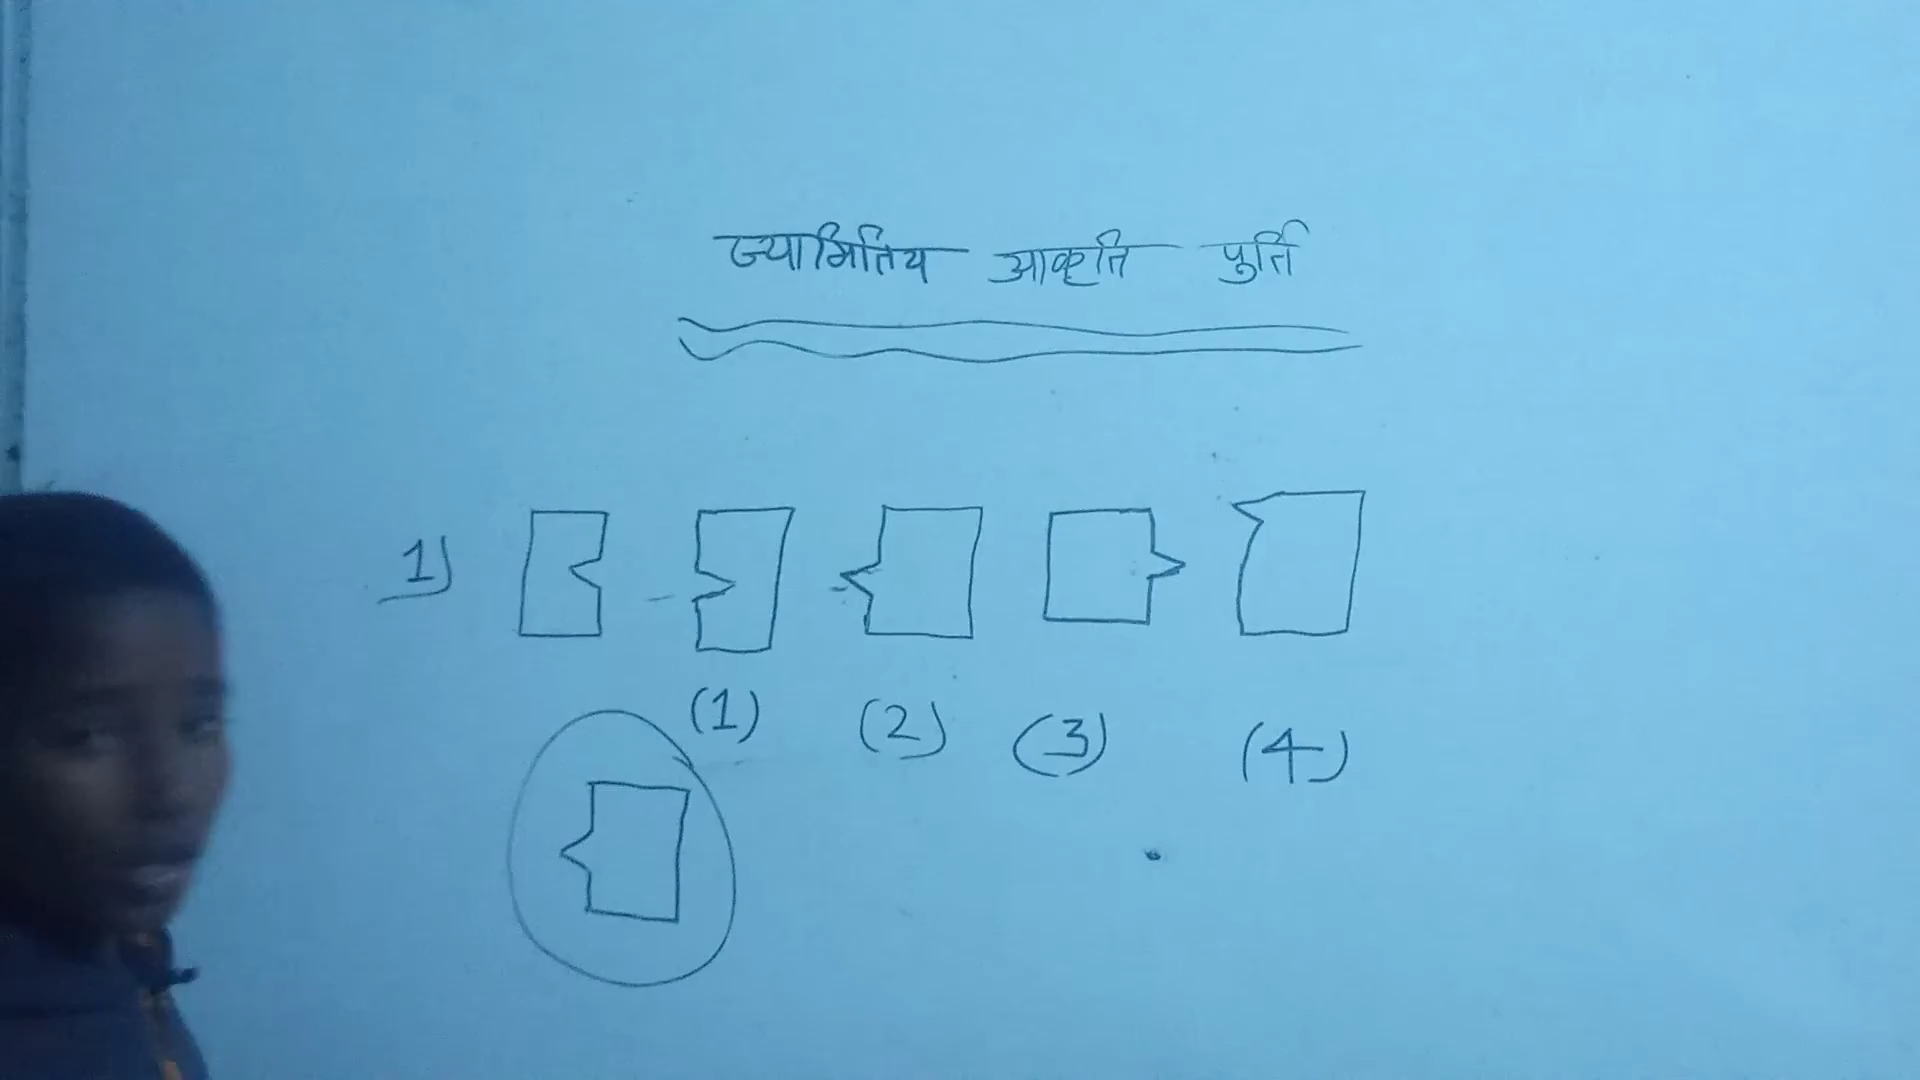 ज्यामितिय आकृति पुर्ति
1)
(1) (2) (3) (4)